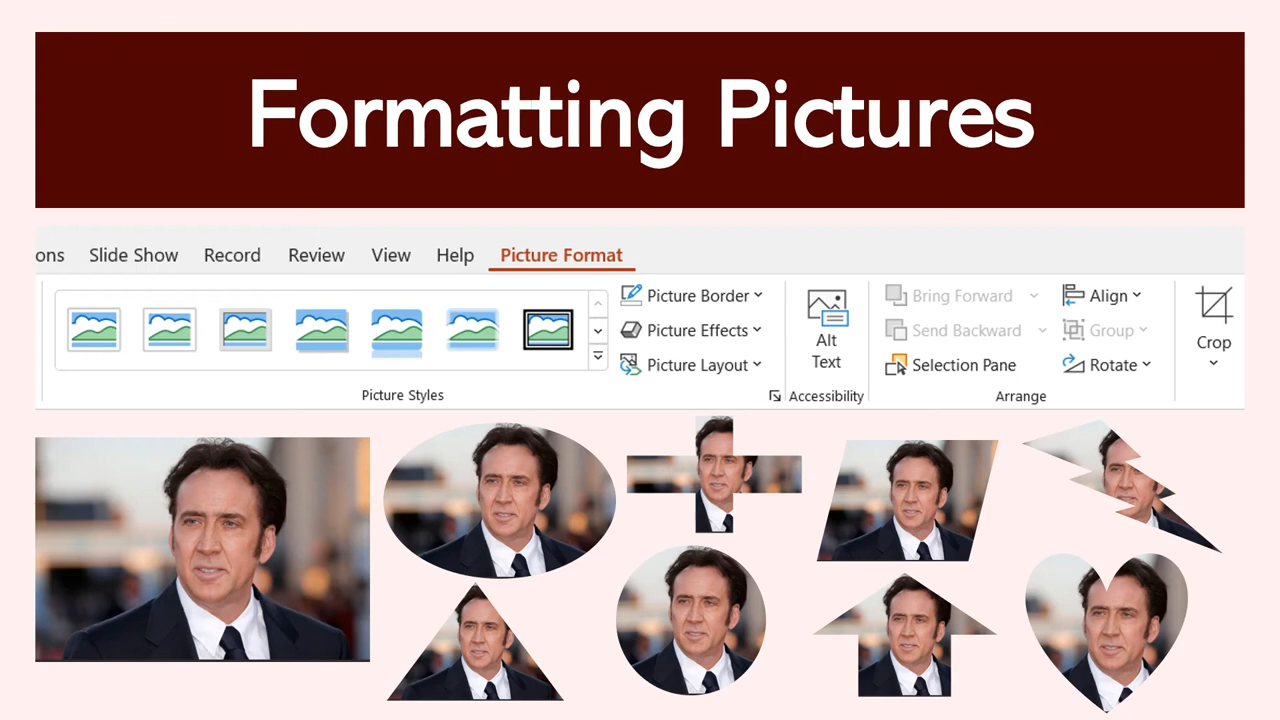 Formatting Pictures
ons Slide Show Record Review View Help Picture Format
Picture Border
Picture Effects
Picture Layout
Picture Styles
Alt
Text
Accessibility
Bring Forward
Send Backward
Selection Pane
Align
Group
Rotate
Arrange
Crop